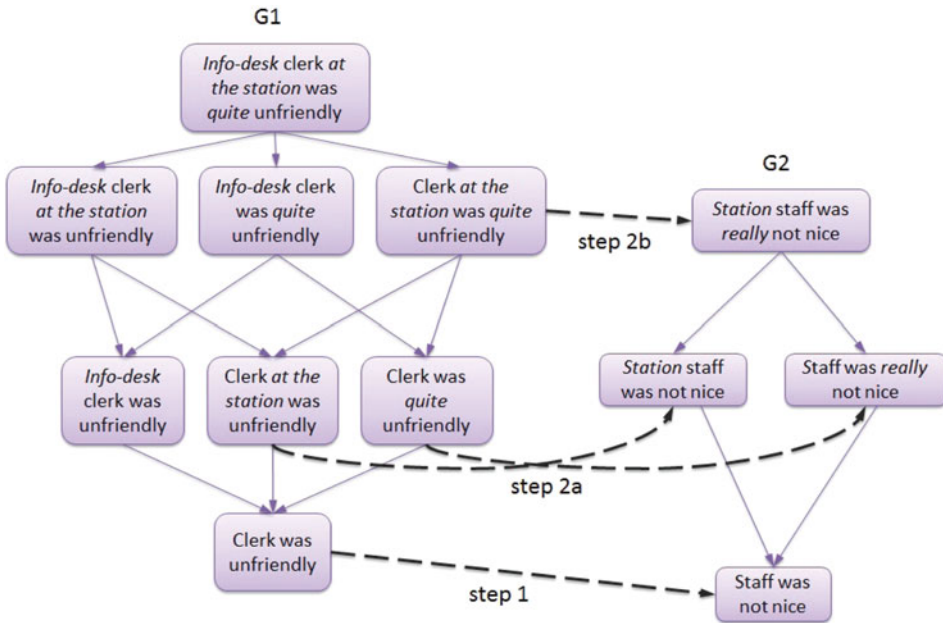 G1
Info-desk clerk at
the station was
quite unfriendly
Info-desk clerk
at the station
was unfriendly
Info-desk clerk
was quite
unfriendly
Clerk at the
station was quite
unfriendly
G2
Station staff was
really not nice
step 2b
Info-desk
clerk was
unfriendly
Clerk at the
station was
unfriendly
Clerk was
quite
unfriendly
Station staff
was not nice
Staff was really
not nice
step 2a
Clerk was
unfriendly
step 1
Staff was
not nice